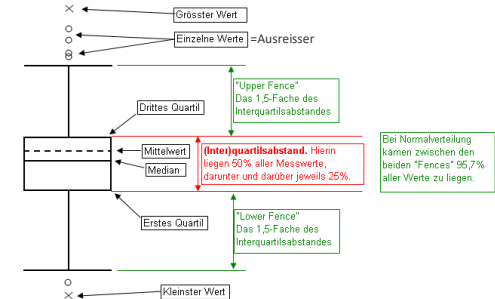 Grösster Wert
Einzelne Werte =Ausreisser
"Upper Fence"
Das 1,5-Fache des
Interquartilsabstandes
Drittes Quartil
Mittelwert
Median
(Inter)quartilsabstand. Hierin
liegen 50% aller Messwerte,
darunter und darüber jeweils 25%.
Bei Normalverteilung
kämen zwischen den
beiden "Fences" 95,7%
aller Werte zu liegen.
Erstes Quartil
"Lower Fence"
Das 1,5-Fache des
Interquartilsabstandes
Kleinster Wert